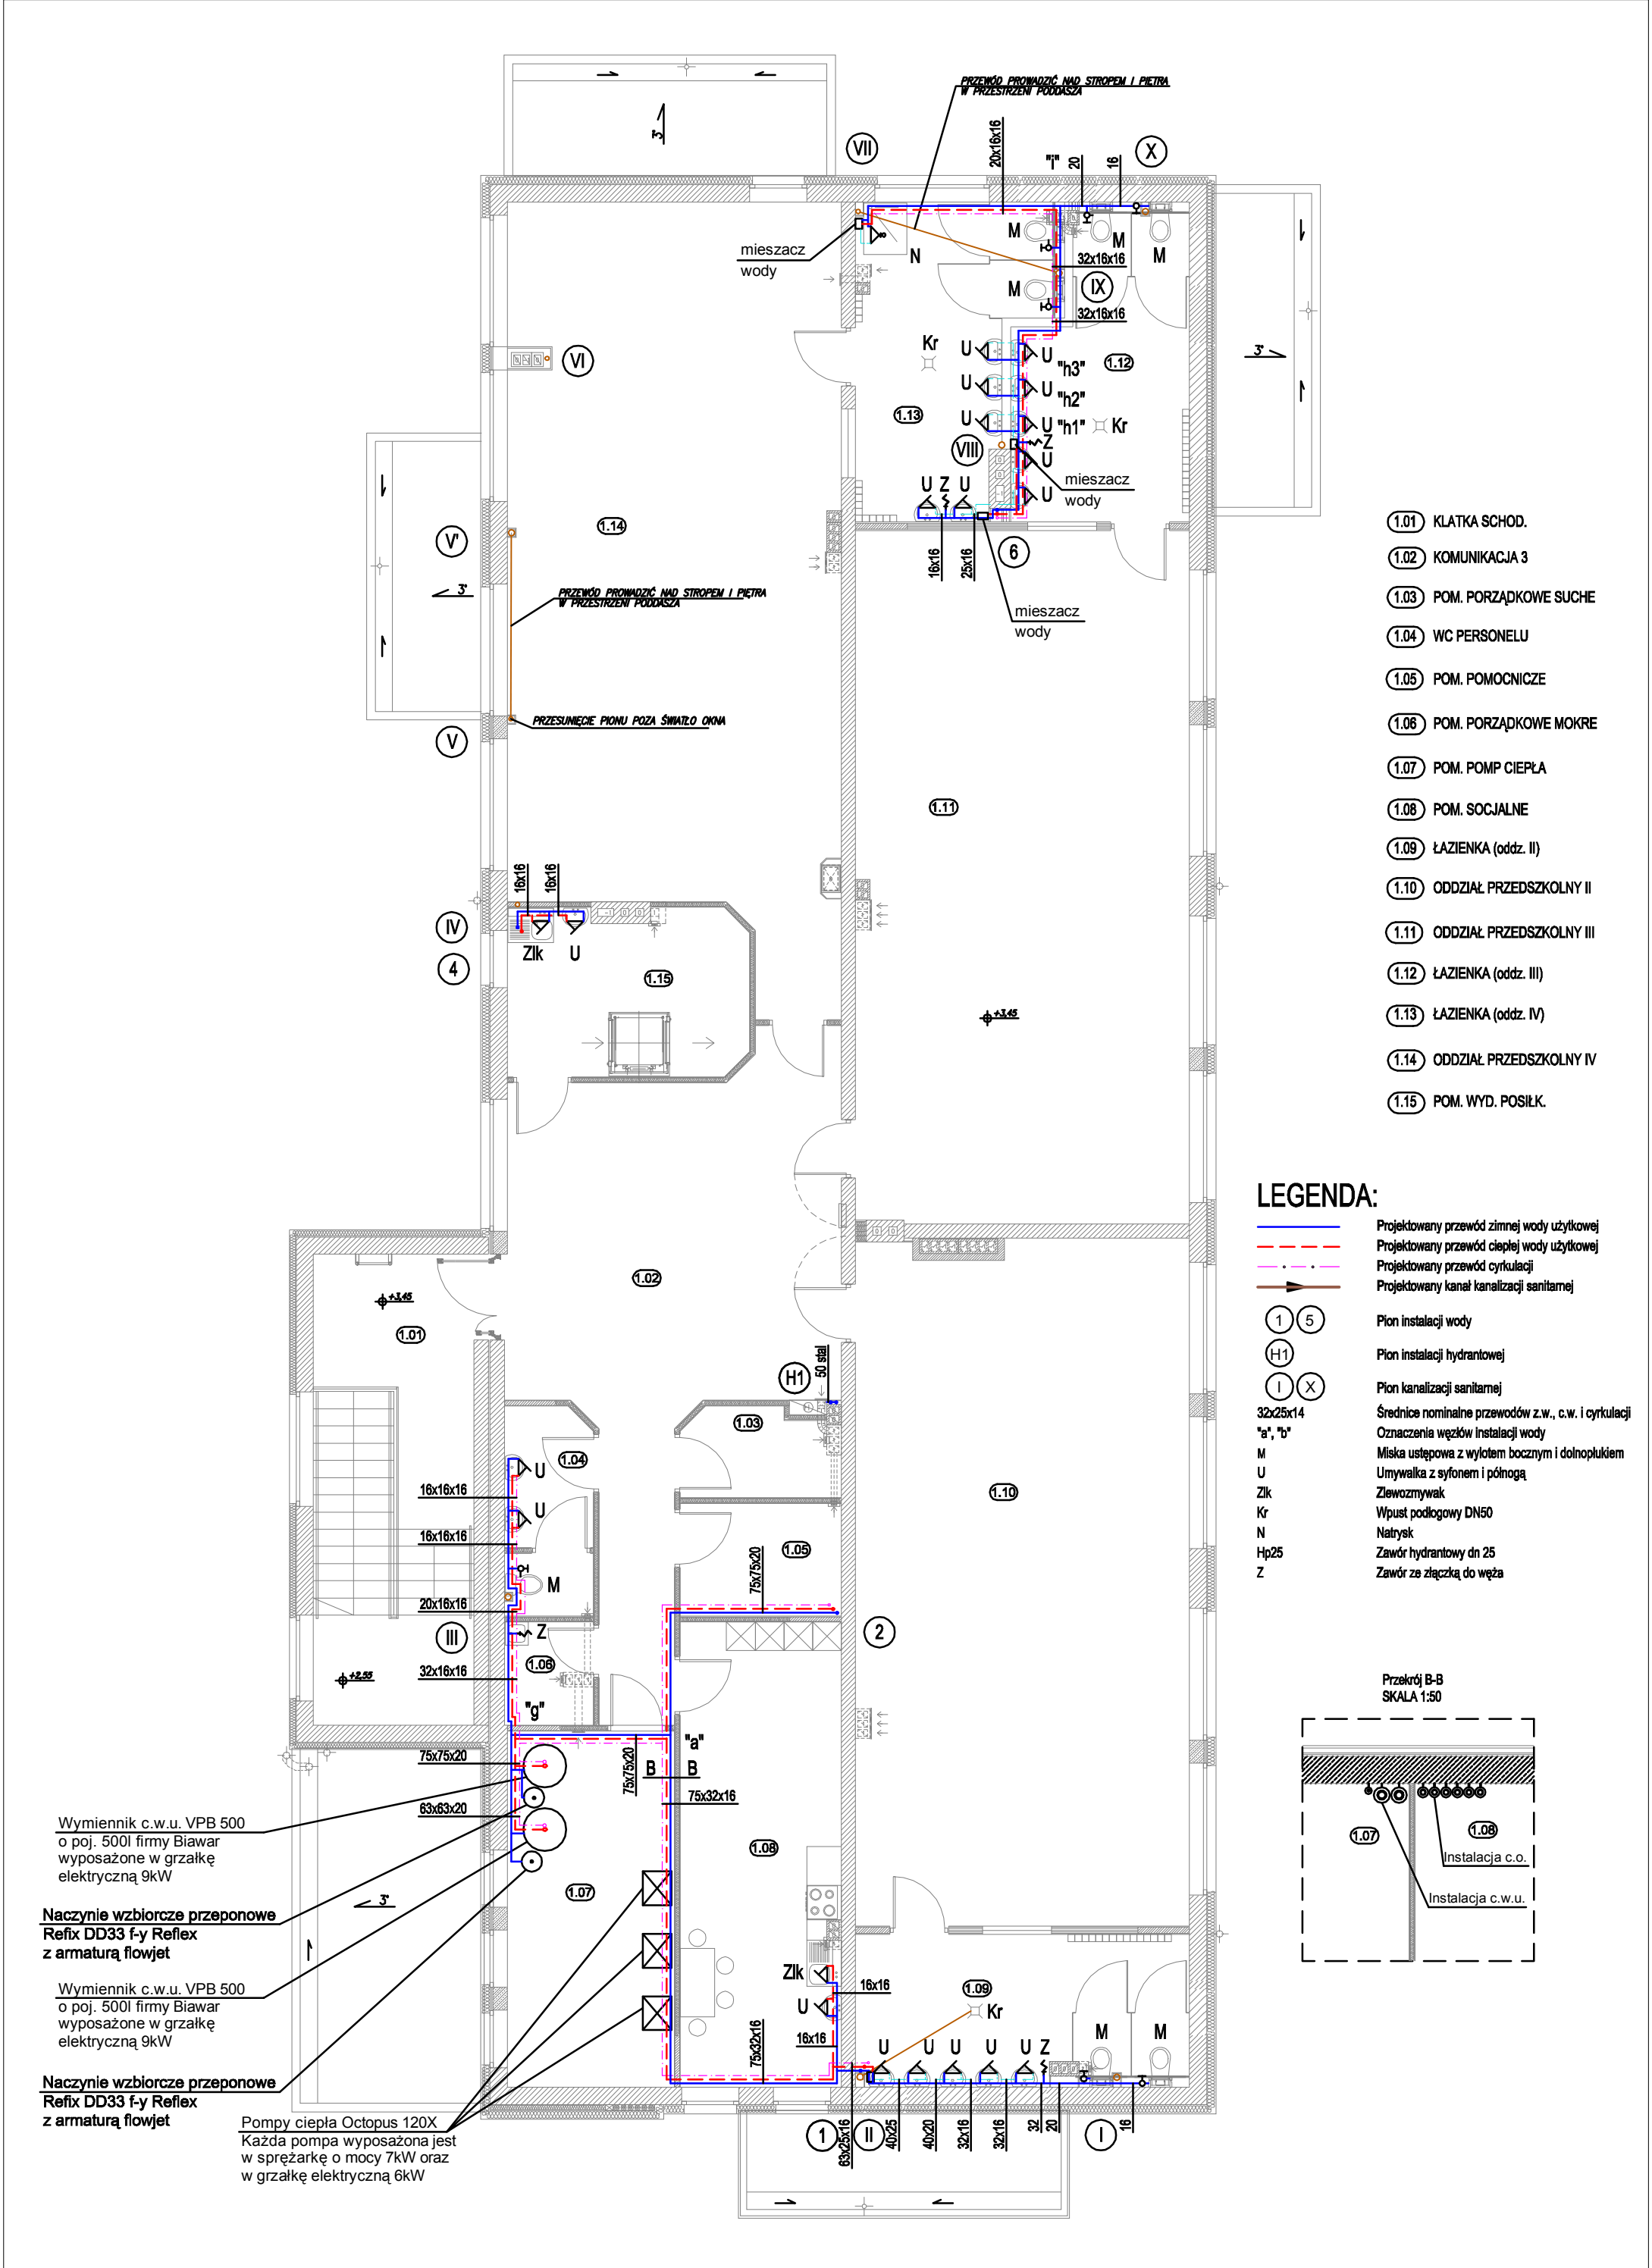 PRZEWÓD PROWADZIĆ NAD STROPEM I PIETRA
W PRZESTRZENI PODDASZA
VII
X
20x16x16
"i"
20
16
3°
mieszacz
wody
N
M
M
M
M
32x16x16
IX
32x16x16
VI
Kr
U
U
"h3"
1.12
3°
U
U
"h2"
1.13
U
U
"h1"
Kr
VIII
Z
U
mieszacz
wody
U
Z
U
U
16x16
25x16
6
mieszacz
wody
V'
1.14
3°
PRZEWÓD PROWADZIĆ NAD STROPEM I PIĘTRA
W PRZESTRZENI PODDASZA
V
PRZESUNIĘCIE PIONU POZA ŚWIATŁO OKNA
1.11
16x16
16x16
IV
4
Zlk
U
1.15
+3,45
1.01 KLATKA SCHOD.
1.02 KOMUNIKACJA 3
1.03 POM. PORZĄDKOWE SUCHE
1.04 WC PERSONELU
1.05 POM. POMOCNICZE
1.06 POM. PORZĄDKOWE MOKRE
1.07 POM. POMP CIEPŁA
1.08 POM. SOCJALNE
1.09 ŁAZIENKA (oddz. II)
1.10 ODDZIAŁ PRZEDSZKOLNY II
1.11 ODDZIAŁ PRZEDSZKOLNY III
1.12 ŁAZIENKA (oddz. III)
1.13 ŁAZIENKA (oddz. IV)
1.14 ODDZIAŁ PRZEDSZKOLNY IV
1.15 POM. WYD. POSIŁK.
LEGENDA:
Projektowany przewód zimnej wody użytkowej
Projektowany przewód ciepłej wody użytkowej
Projektowany przewód cyrkulacji
Projektowany kanał kanalizacji sanitarnej
1 5 Pion instalacji wody
H1 Pion instalacji hydrantowej
I X Pion kanalizacji sanitarnej
32x25x14 Średnice nominalne przewodów z.w., c.w. i cyrkulacji
"a", "b" Oznaczenia węzłów instalacji wody
M Miska ustępowa z wylotem bocznym i dolnopłukiem
U Umywalka z syfonem i półnogą
Zlk Zlewozmywak
Kr Wpust podłogowy DN50
N Natrysk
Hp25 Zawór hydrantowy dn 25
Z Zawór ze złączką do węża
1.02
+3,45
1.01
H1
50 stal
1.03
1.04
U
16x16x16
U
16x16x16
1.05
75x75x20
M
20x16x16
III
Z
2
1.06
32x16x16
+2,55
"g"
1.10
75x75x20
75x75x20
"a"
B
B
63x63x20
75x32x16
Wymiennik c.w.u. VPB 500
o poj. 500l firmy Biawar
wyposażone w grzałkę
elektryczną 9kW
1.08
1.07
3°
Naczynie wzbiorcze przeponowe
Refix DD33 f-y Reflex
z armaturą flowjet
Wymiennik c.w.u. VPB 500
o poj. 500l firmy Biawar
wyposażone w grzałkę
elektryczną 9kW
Naczynie wzbiorcze przeponowe
Refix DD33 f-y Reflex
z armaturą flowjet
Pompy ciepła Octopus 120X
Każda pompa wyposażona jest
w sprężarkę o mocy 7kW oraz
w grzałkę elektryczną 6kW
Zlk
16x16
U
16x16
75x32x16
1.09
Kr
M
M
U
U
U
U
U
Z
1
63x25x16
II
40x25
40x20
32x16
32x16
32
20
I
16
Przekrój B-B
SKALA 1:50
1.07
1.08
Instalacja c.o.
Instalacja c.w.u.